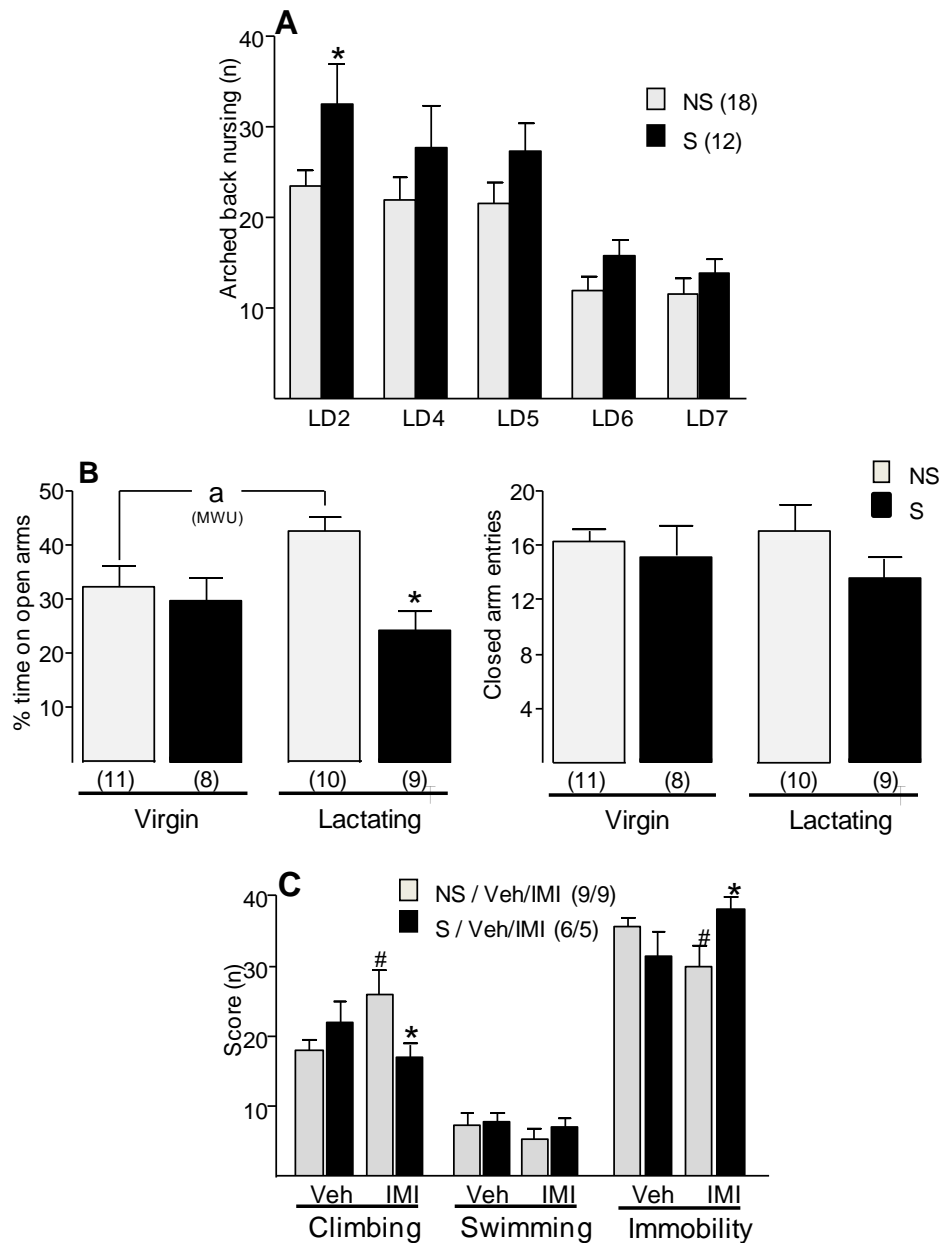 A
40
*
NS (18)
S (12)
30
20
10
Arched back nursing (n)
LD2 LD4 LD5 LD6 LD7
B
50
a
(MWU)
40
30
20
10
% time on open arms
*
(11) (8) (10) (9)
Virgin Lactating
NS
S
20
16
12
8
4
Closed arm entries
(11) (8) (10) (9)
Virgin Lactating
C
NS / Veh/IMI (9/9)
S / Veh/IMI (6/5)
40
30
20
10
Score (n)
#
*
#
*
Veh IMI Veh IMI Veh IMI
Climbing Swimming Immobility